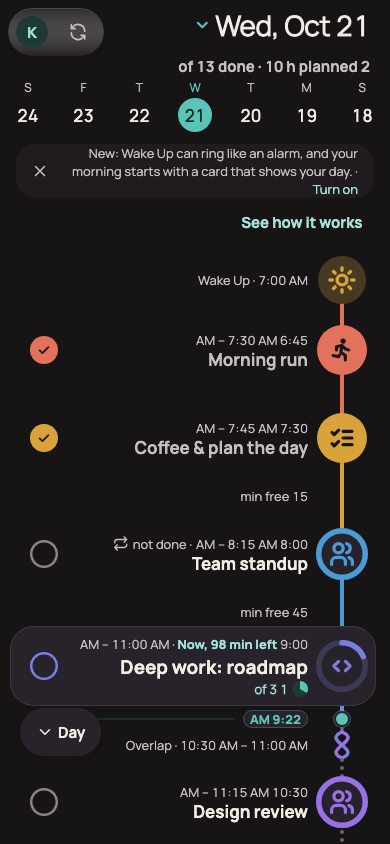 K
Wed, Oct 21
of 13 done · 10 h planned 2
S F T W T M S
24 23 22 21 20 19 18
New: Wake Up can ring like an alarm, and your
morning starts with a card that shows your day. ·
Turn on
See how it works
Wake Up · 7:00 AM
AM – 7:30 AM 6:45
Morning run
AM – 7:45 AM 7:30
Coffee & plan the day
min free 15
not done · AM – 8:15 AM 8:00
Team standup
min free 45
AM – 11:00 AM · Now, 98 min left 9:00
Deep work: roadmap
of 3 1
AM 9:22
Day
Overlap · 10:30 AM – 11:00 AM
AM – 11:15 AM 10:30
Design review